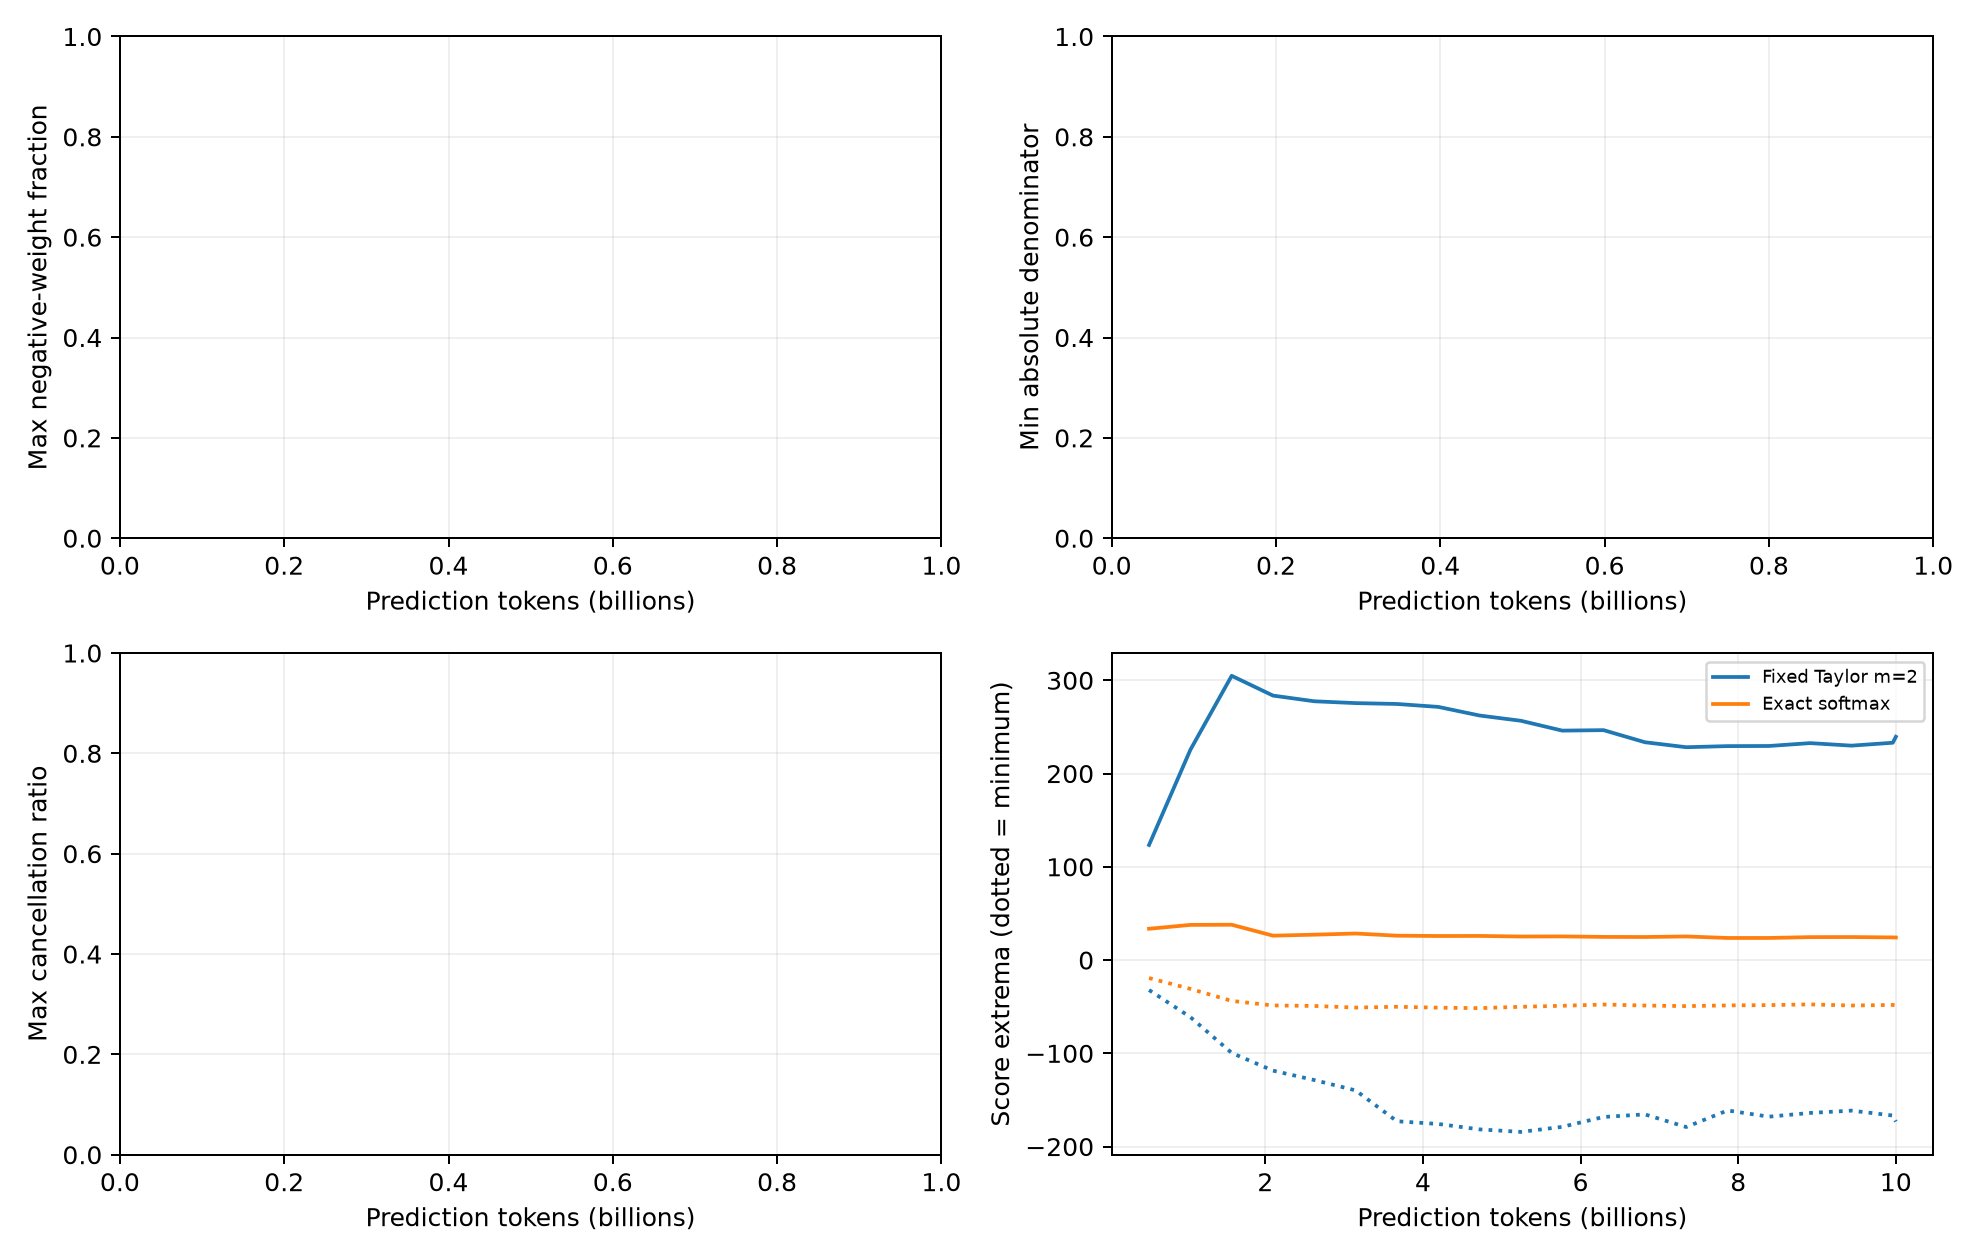 Max negative-weight fraction
1.0
0.8
0.6
0.4
0.2
0.0
0.0 0.2 0.4 0.6 0.8 1.0
Prediction tokens (billions)
Min absolute denominator
1.0
0.8
0.6
0.4
0.2
0.0
0.0 0.2 0.4 0.6 0.8 1.0
Prediction tokens (billions)
Max cancellation ratio
1.0
0.8
0.6
0.4
0.2
0.0
0.0 0.2 0.4 0.6 0.8 1.0
Prediction tokens (billions)
Score extrema (dotted = minimum)
300
200
100
0
−100
−200
Fixed Taylor m=2
Exact softmax
2 4 6 8 10
Prediction tokens (billions)